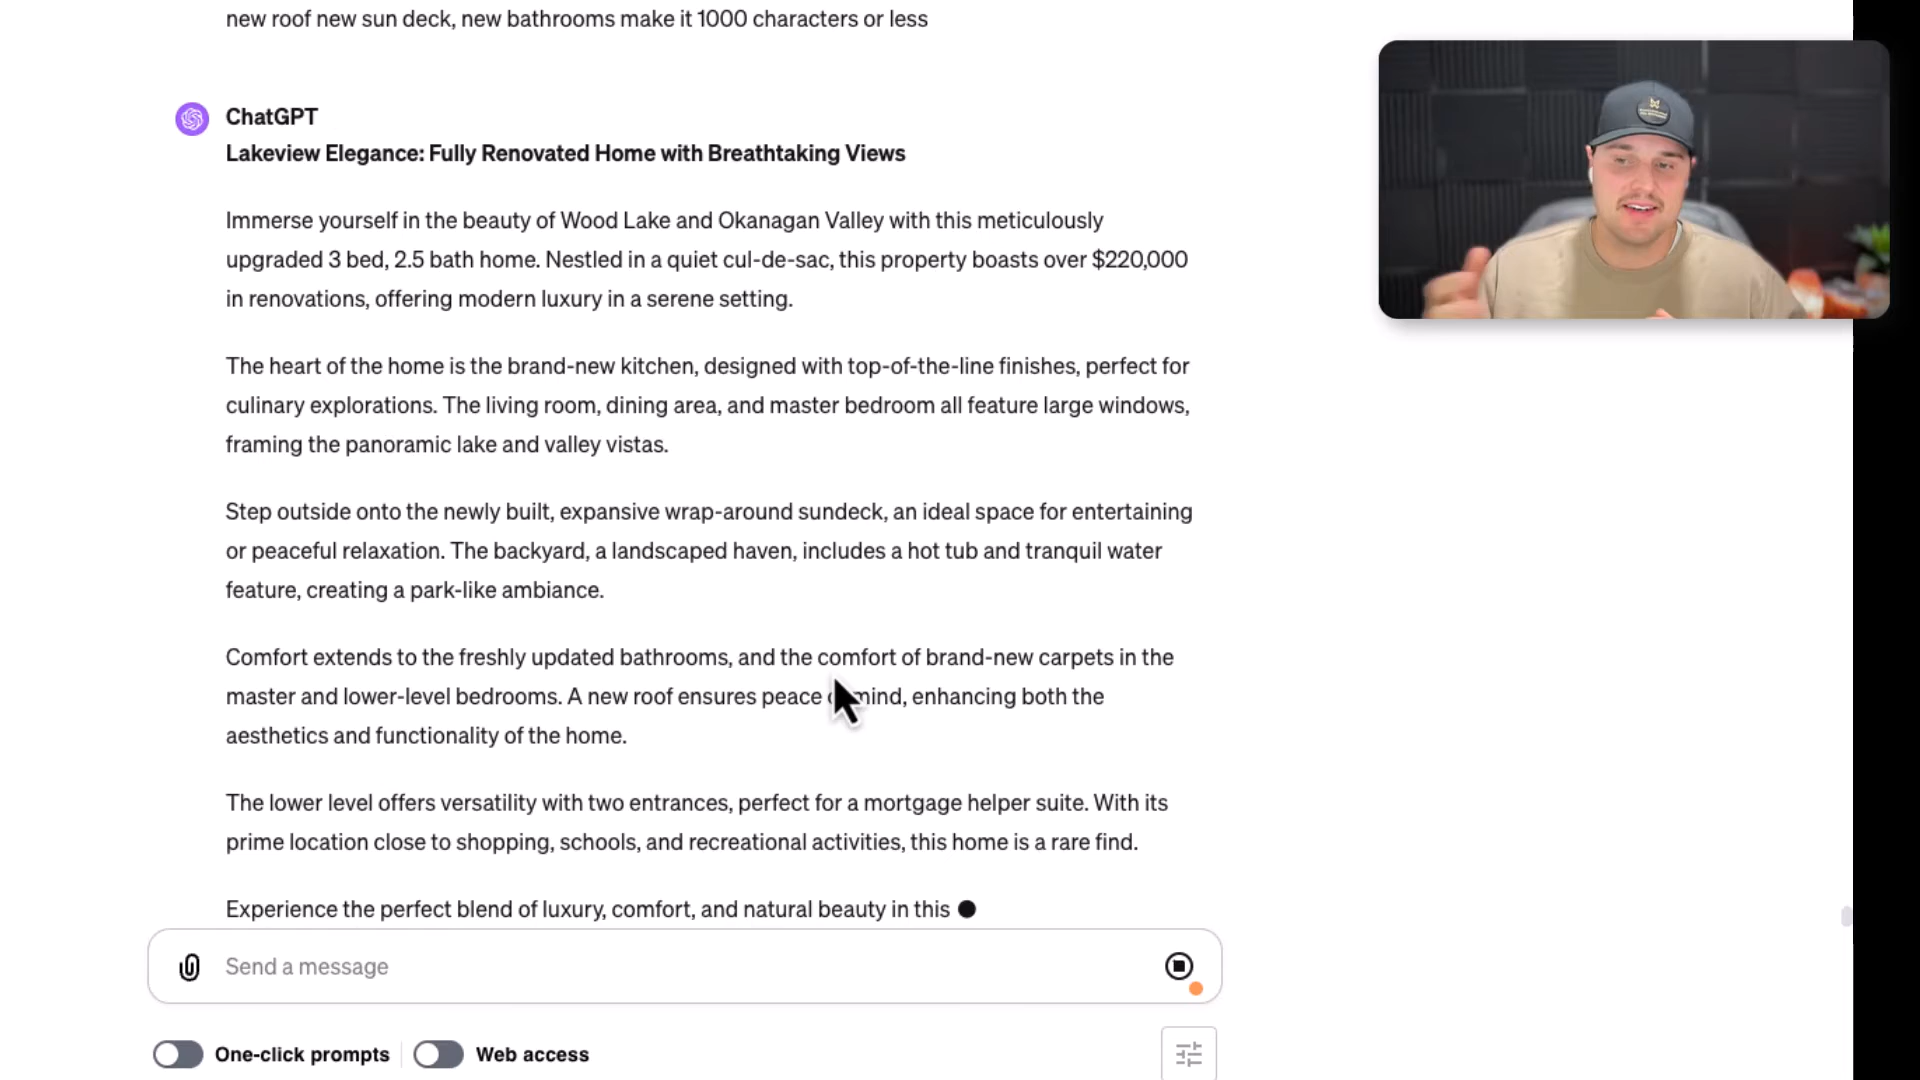 new roof new sun deck, new bathrooms make it 1000 characters or less
ChatGPT
Lakeview Elegance: Fully Renovated Home with Breathtaking Views
Immerse yourself in the beauty of Wood Lake and Okanagan Valley with this meticulously
upgraded 3 bed, 2.5 bath home. Nestled in a quiet cul-de-sac, this property boasts over $220,000
in renovations, offering modern luxury in a serene setting.
The heart of the home is the brand-new kitchen, designed with top-of-the-line finishes, perfect for
culinary explorations. The living room, dining area, and master bedroom all feature large windows,
framing the panoramic lake and valley vistas.
Step outside onto the newly built, expansive wrap-around sundeck, an ideal space for entertaining
or peaceful relaxation. The backyard, a landscaped haven, includes a hot tub and tranquil water
feature, creating a park-like ambiance.
Comfort extends to the freshly updated bathrooms, and the comfort of brand-new carpets in the
master and lower-level bedrooms. A new roof ensures peace of mind, enhancing both the
aesthetics and functionality of the home.
The lower level offers versatility with two entrances, perfect for a mortgage helper suite. With its
prime location close to shopping, schools, and recreational activities, this home is a rare find.
Experience the perfect blend of luxury, comfort, and natural beauty in this
Send a message
One-click prompts
Web access